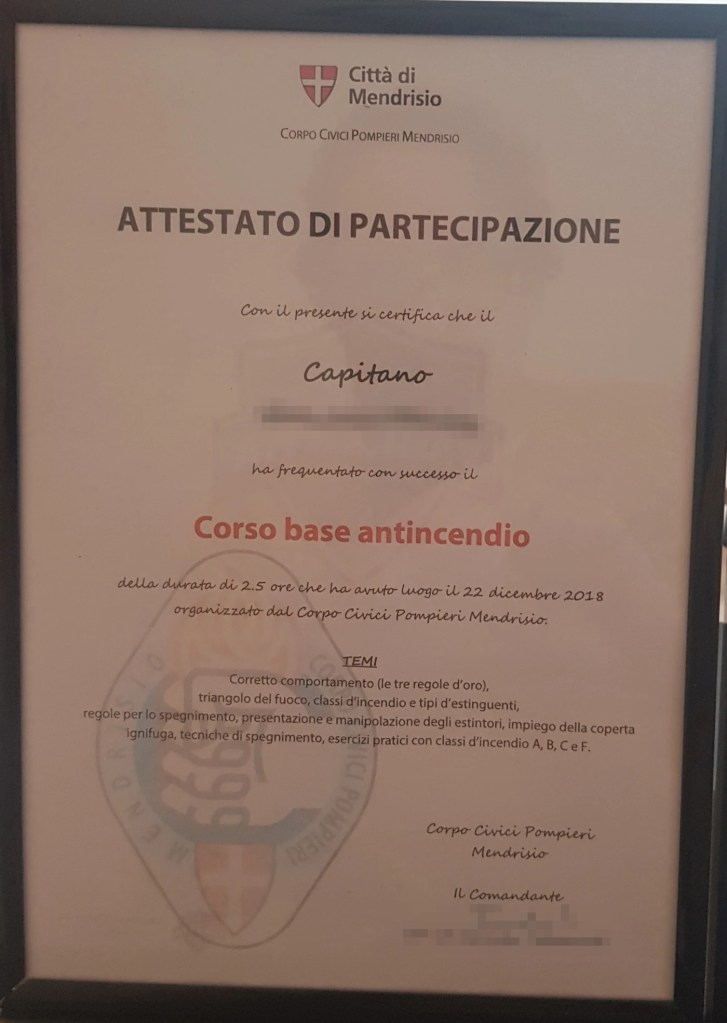 Città di
Mendrisio
CORPO CIVICI POMPIERI MENDRISIO
ATTESTATO DI PARTECIPAZIONE
Con il presente si certifica che il
Capitano
ha frequentato con successo il
Corso base antincendio
della durata di 2.5 ore che ha avuto luogo il 22 dicembre 2018
organizzato dal Corpo Civici Pompieri Mendrisio.
TEMI
Corretto comportamento (le tre regole d'oro),
triangolo del fuoco, classi d'incendio e tipi d'estinguenti,
regole per lo spegnimento, presentazione e manipolazione degli estintori, impiego della coperta
ignifuga, tecniche di spegnimento, esercizi pratici con classi d'incendio A, B, C e F.
MENDRISIO
CIVICI POMPIERI
Corpo Civici Pompieri
Mendrisio
Il Comandante